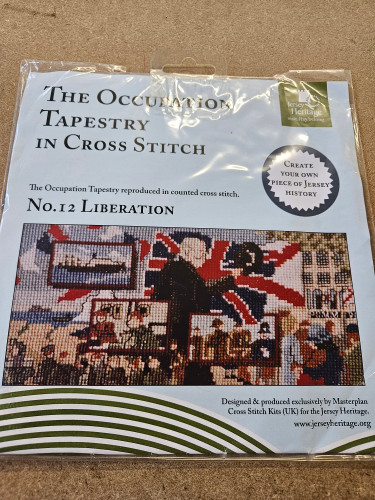 The Occupation
Tapestry
in Cross Stitch
Jersey
Heritage
Create
your own
piece of Jersey
history
The Occupation Tapestry reproduced in counted cross stitch.
No.12 Liberation
Designed & produced exclusively by Masterplan
Cross Stitch Kits (UK) for the Jersey Heritage.
www.jerseyheritage.org